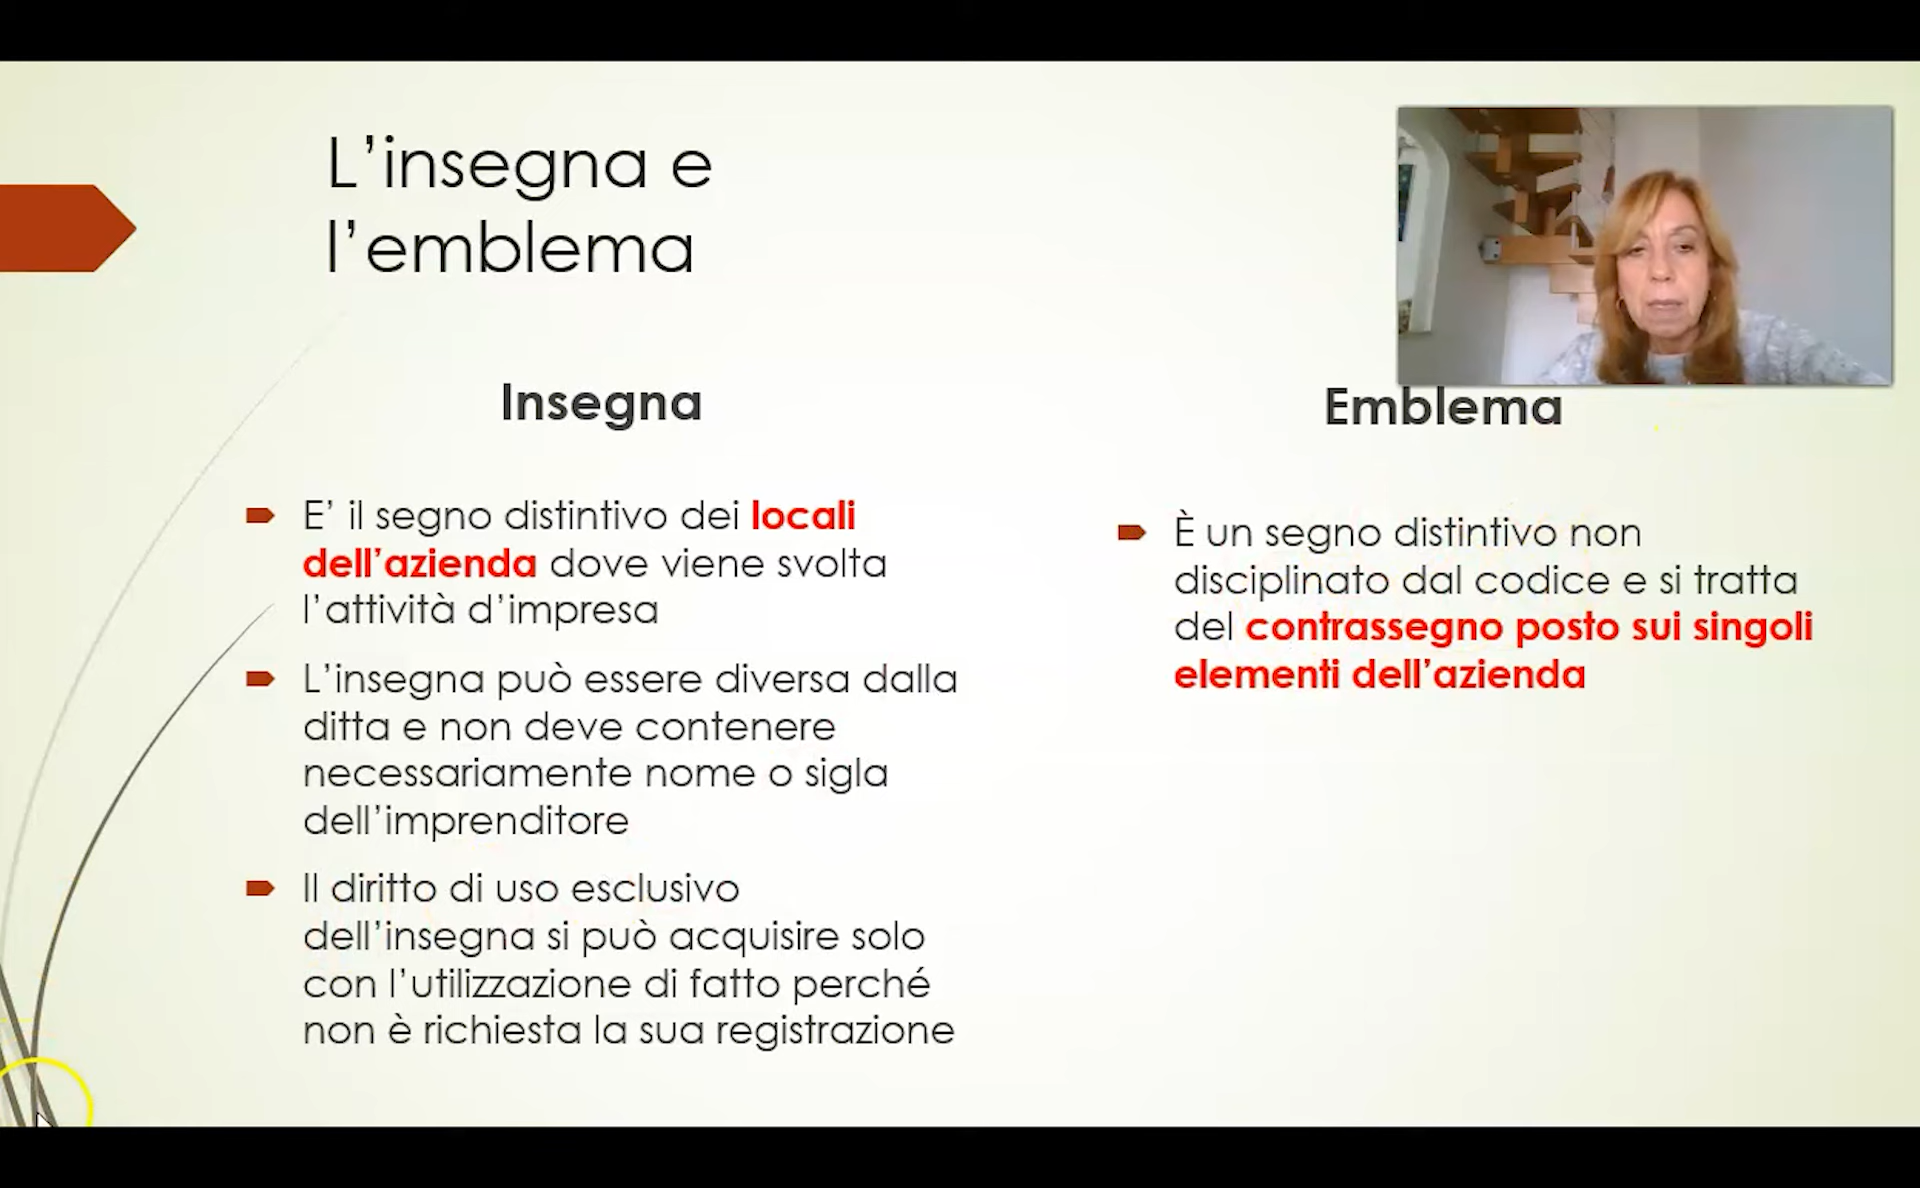 L’insegna e
l’emblema
Insegna
E’ il segno distintivo dei locali
dell’azienda dove viene svolta
l’attività d’impresa
L’insegna può essere diversa dalla
ditta e non deve contenere
necessariamente nome o sigla
dell’imprenditore
Il diritto di uso esclusivo
dell’insegna si può acquisire solo
con l’utilizzazione di fatto perché
non è richiesta la sua registrazione
Emblema
È un segno distintivo non
disciplinato dal codice e si tratta
del contrassegno posto sui singoli
elementi dell’azienda